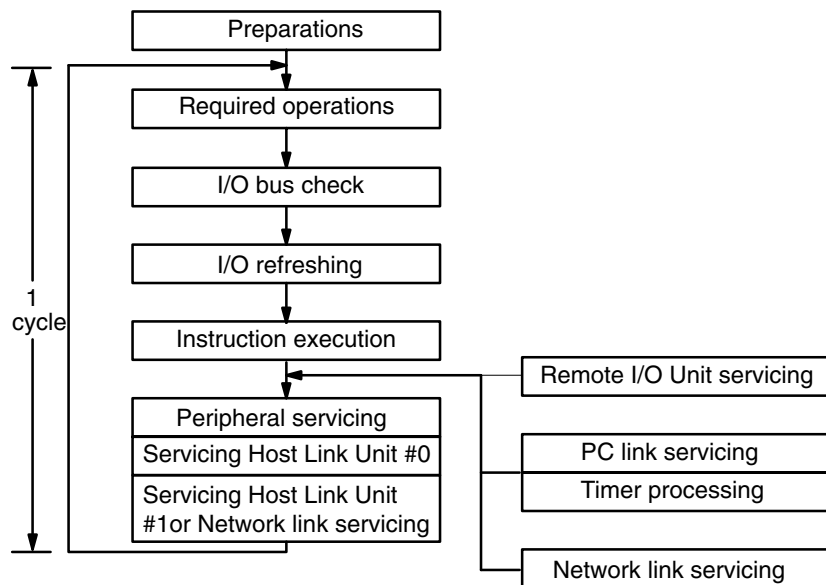 Preparations
Required operations
I/O bus check
I/O refreshing
1
cycle
Instruction execution
Remote I/O Unit servicing
Peripheral servicing
Servicing Host Link Unit #0
PC link servicing
Servicing Host Link Unit
#1or Network link servicing
Timer processing
Network link servicing